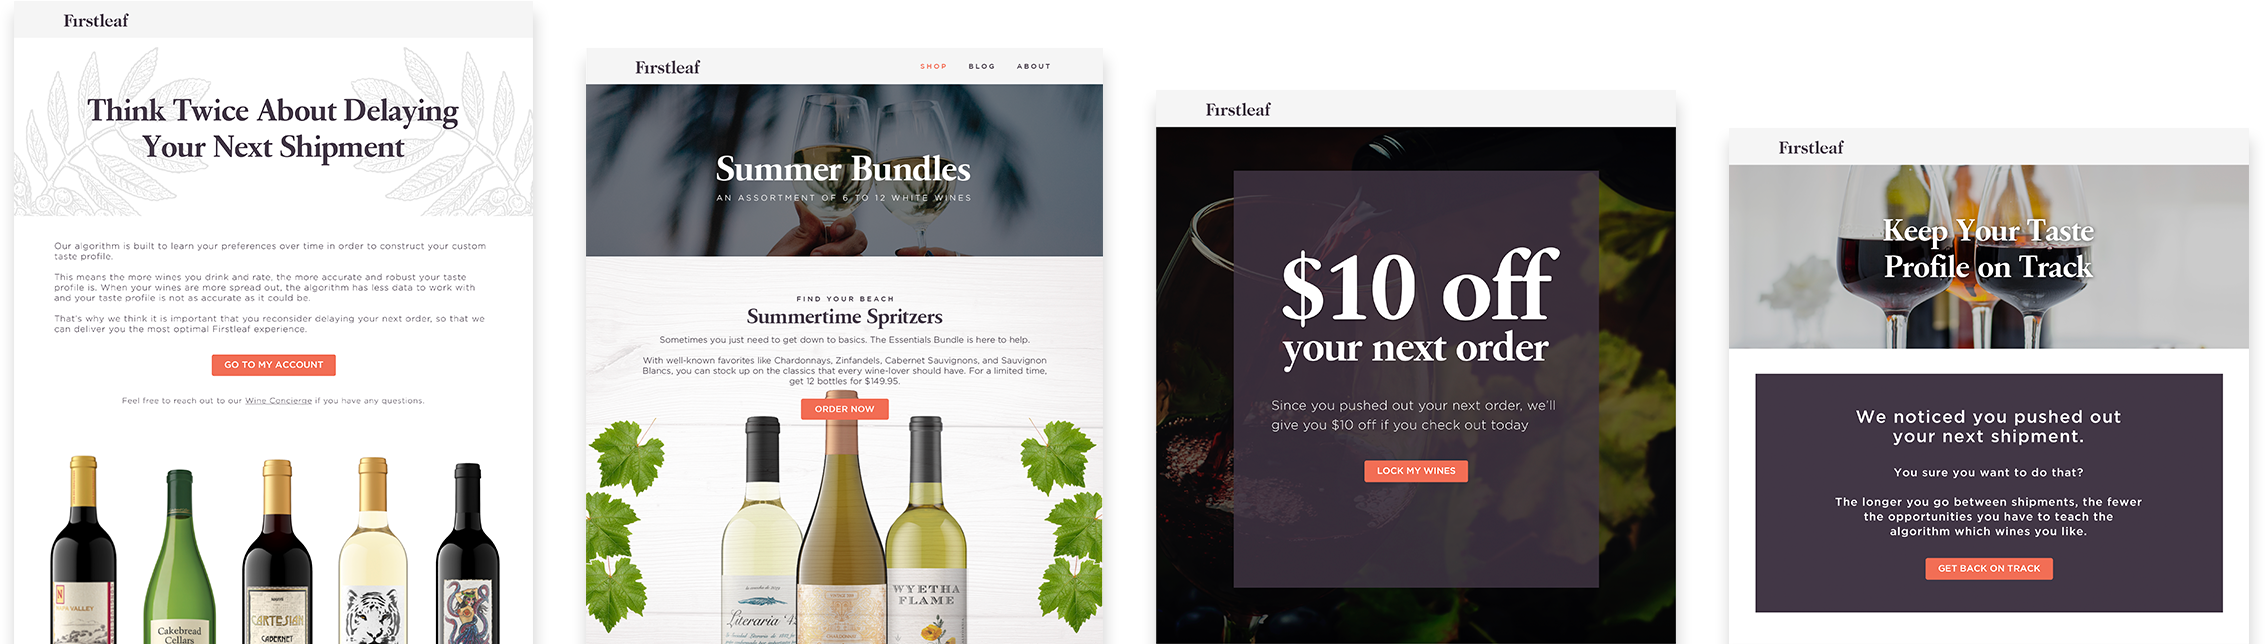 Firstleaf
Think Twice About Delaying
Your Next Shipment
Our algorithm is built to learn your preferences over time in order to construct your custom
taste profile.
This means the more wines you drink and rate, the more accurate and robust your taste
profile is. When your wines are more spread out, the algorithm has less data to work with
and your taste profile is not as accurate as it could be.
That's why we think it is important that you reconsider delaying your next order, so that we
can deliver you the most optimal Firstleaf experience.
GO TO MY ACCOUNT
Feel free to reach out to our Wine Concierge if you have any questions.
N
NAPA VALLEY
Cakebread
Cellars
CARTESIAN
CABERNET
Firstleaf
SHOP BLOG ABOUT
Summer Bundles
AN ASSORTMENT OF 6 TO 12 WHITE WINES
FIND YOUR BEACH
Summertime Spritzers
Sometimes you just need to get down to basics. The Essentials Bundle is here to help.
With well-known favorites like Chardonnays, Zinfandels, Cabernet Sauvignons, and Sauvignon
Blancs, you can stock up on the classics that every wine-lover should have. For a limited time,
get 12 bottles for $149.95.
ORDER NOW
Literaria
CHARDONNAY
WYETHA
FLAME
Firstleaf
$10 off
your next order
Since you pushed out your next order, we'll
give you $10 off if you check out today
LOCK MY WINES
Firstleaf
Keep Your Taste
Profile on Track
We noticed you pushed out
your next shipment.
You sure you want to do that?
The longer you go between shipments, the fewer
the opportunities you have to teach the
algorithm which wines you like.
GET BACK ON TRACK